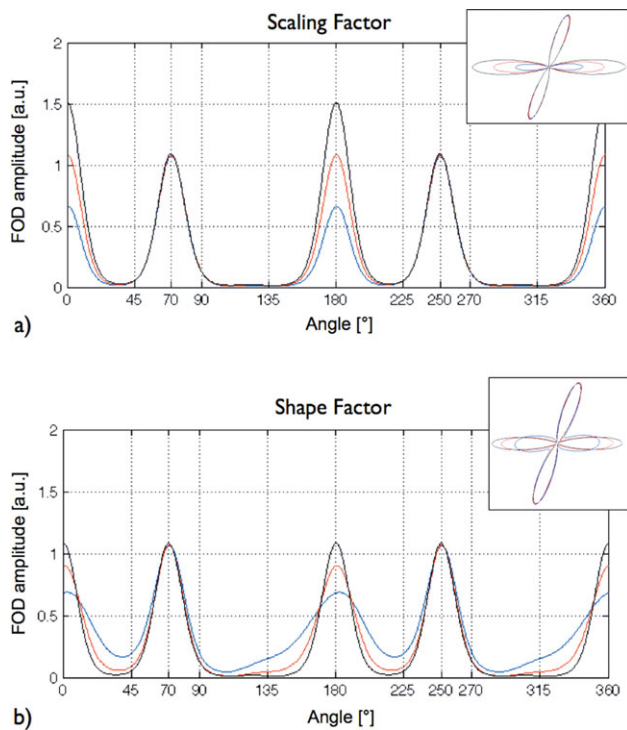 Scaling Factor
2
1.5
1
0.5
0
FOD amplitude [a.u.]
0 45 70 90 135 180 225 250 270 315 360
Angle [°]
a)
Shape Factor
2
1.5
1
0.5
0
FOD amplitude [a.u.]
0 45 70 90 135 180 225 250 270 315 360
Angle [°]
b)